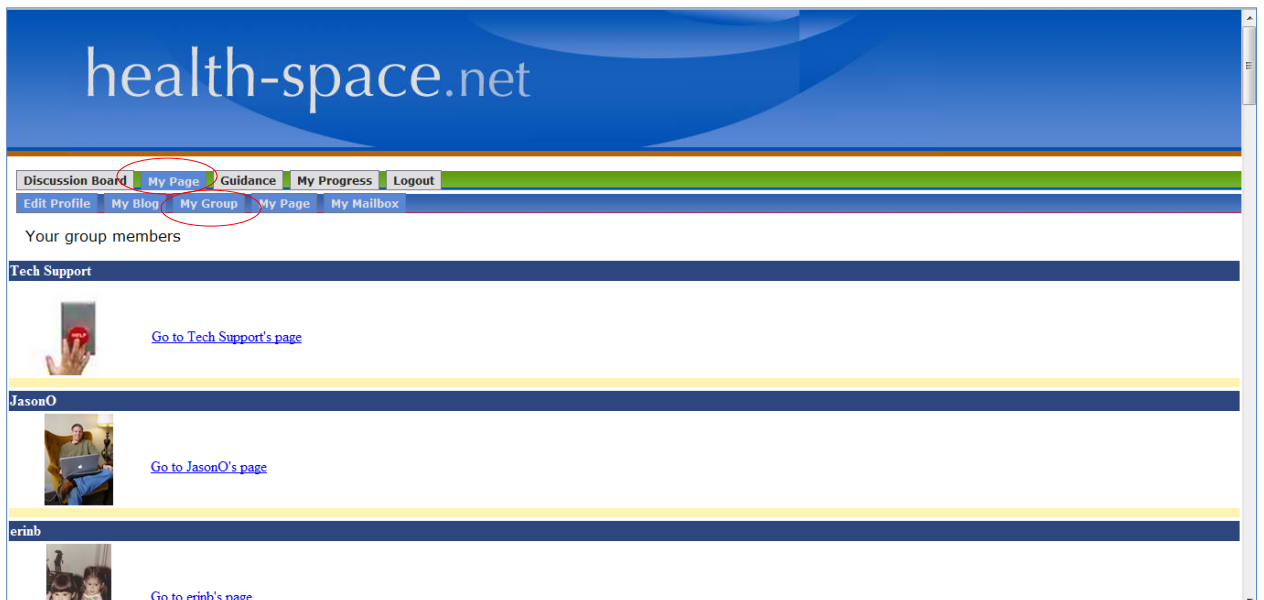 health-space.net
Discussion Board My Page Guidance My Progress Logout
Edit Profile My Blog My Group My Page My Mailbox
Your group members
Tech Support
HELP
Go to Tech Support's page
JasonO
Go to JasonO's page
erinb
Go to erinb's page